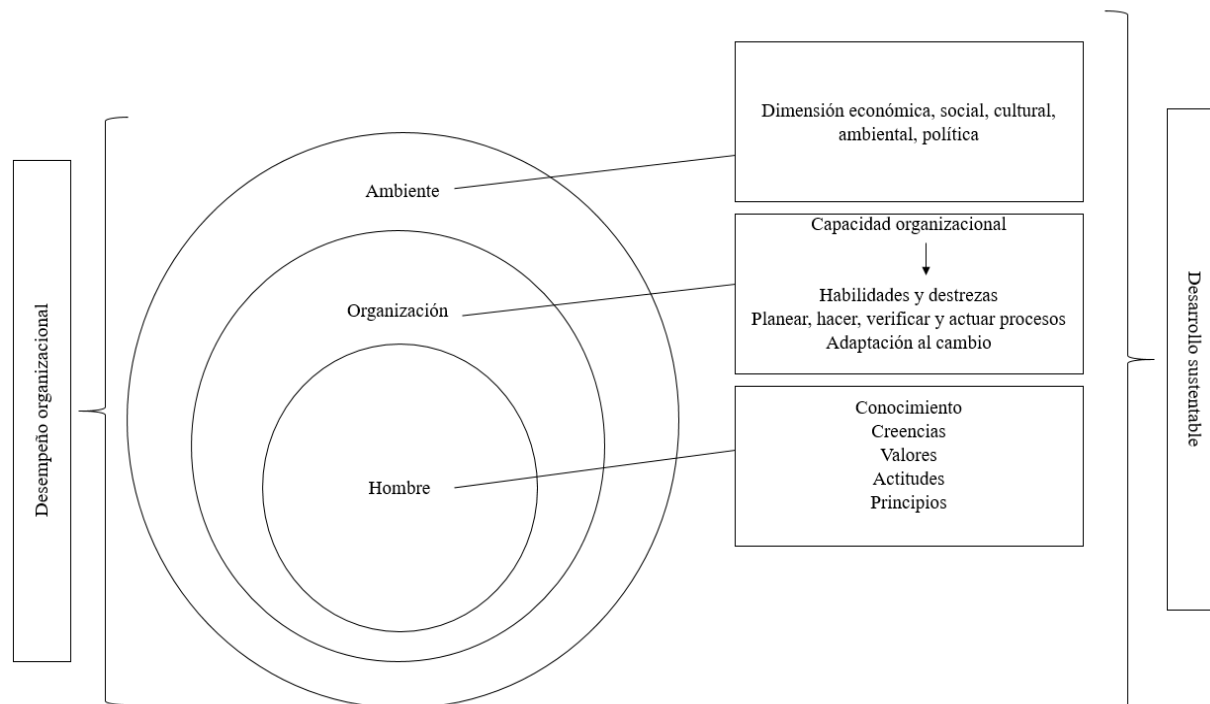 Desempeño organizacional
Ambiente
Organización
Hombre
Dimensión económica, social, cultural,
ambiental, política
Capacidad organizacional
Habilidades y destrezas
Planear, hacer, verificar y actuar procesos
Adaptación al cambio
Conocimiento
Creencias
Valores
Actitudes
Principios
Desarrollo sustentable